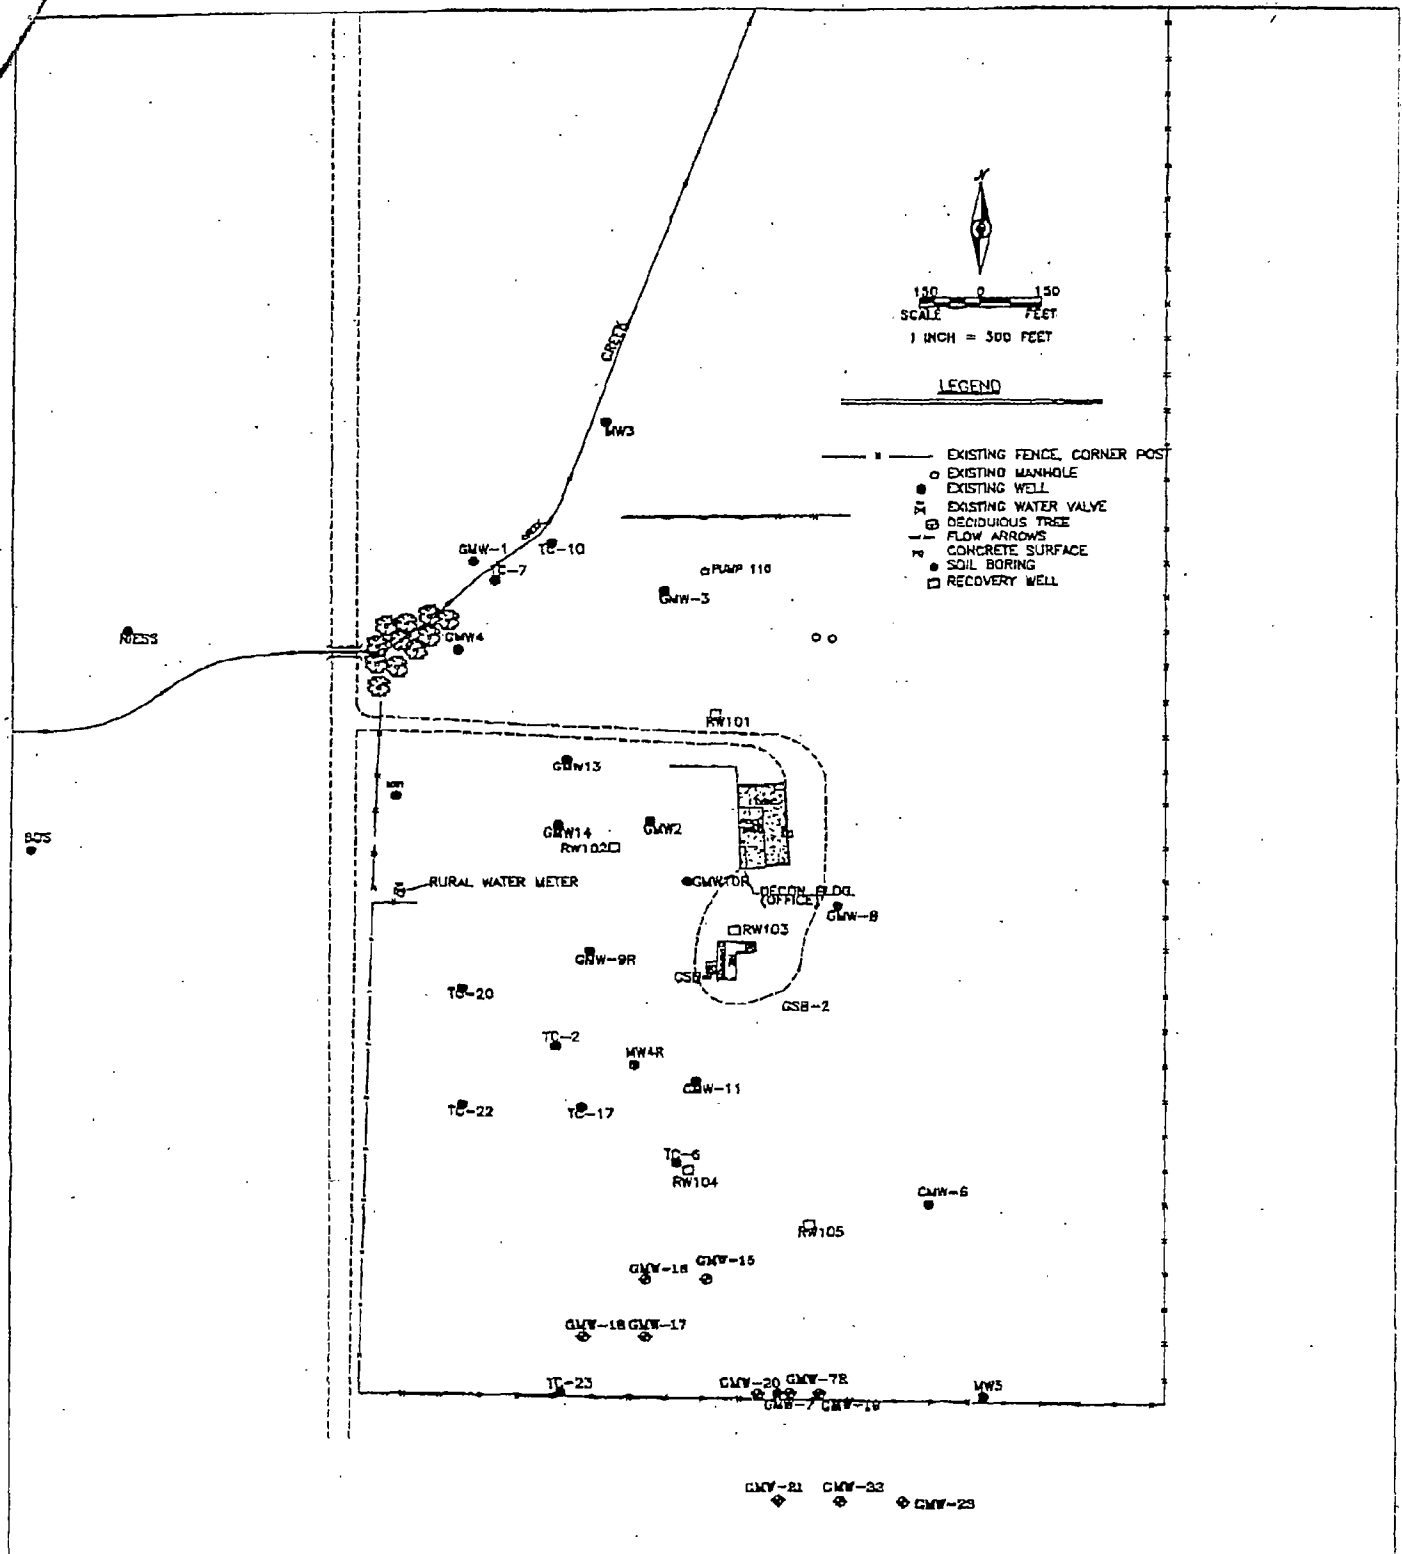 N
150 0 150
SCALE FEET
1 INCH = 300 FEET
CREEK
LEGEND
MW3
EXISTING FENCE, CORNER POST
EXISTING MANHOLE
EXISTING WELL
EXISTING WATER VALVE
DECIDUOUS TREE
FLOW ARROWS
CONCRETE SURFACE
SOIL BORING
RECOVERY WELL
TC-10
GMW-1
TC-7
PUMP 110
GMW-3
NIESS
GMW4
RW101
GMW13
GMW14
GMW2
RW102
RURAL WATER METER
GMW10R
DECON BLDG.
(OFFICE)
GMW-8
RW103
GMW-9R
TC-20
GSB-2
TC-2
MW4R
GMW-11
TC-22
TC-17
TC-6
RW104
GMW-6
RW105
GMW-16
GMW-15
GMW-18 GMW-17
TC-23
GMW-20 GMW-7R
MW5
GMW-7 GMW-19
GMW-21 GMW-22
GMW-23